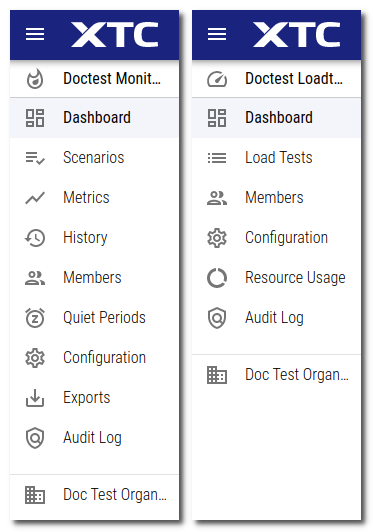 XTC
Doctest Monit...
Dashboard
Scenarios
Metrics
History
Members
Quiet Periods
Configuration
Exports
Audit Log
Doc Test Organ...
XTC
Doctest Loadt...
Dashboard
Load Tests
Members
Configuration
Resource Usage
Audit Log
Doc Test Organ...